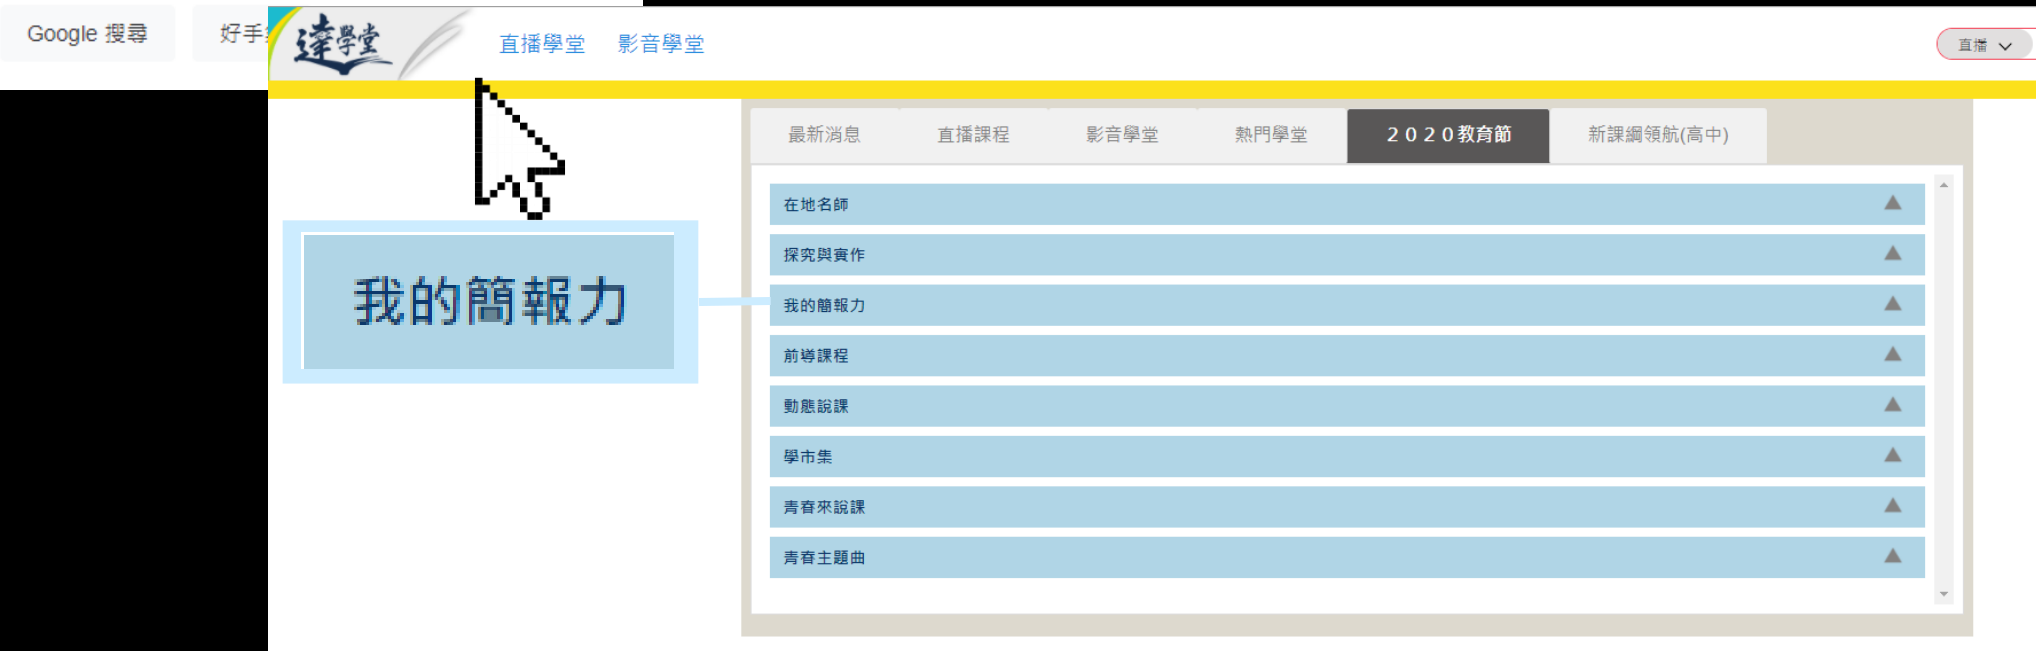 Google 搜尋
好手
達學堂
直播學堂 影音學堂
直播
最新消息 直播課程 影音學堂 熱門學堂 2020教育節 新課綱領航(高中)
在地名師
探究與實作
我的簡報力
我的簡報力
前導課程
動態說課
學市集
青春來說課
青春主題曲